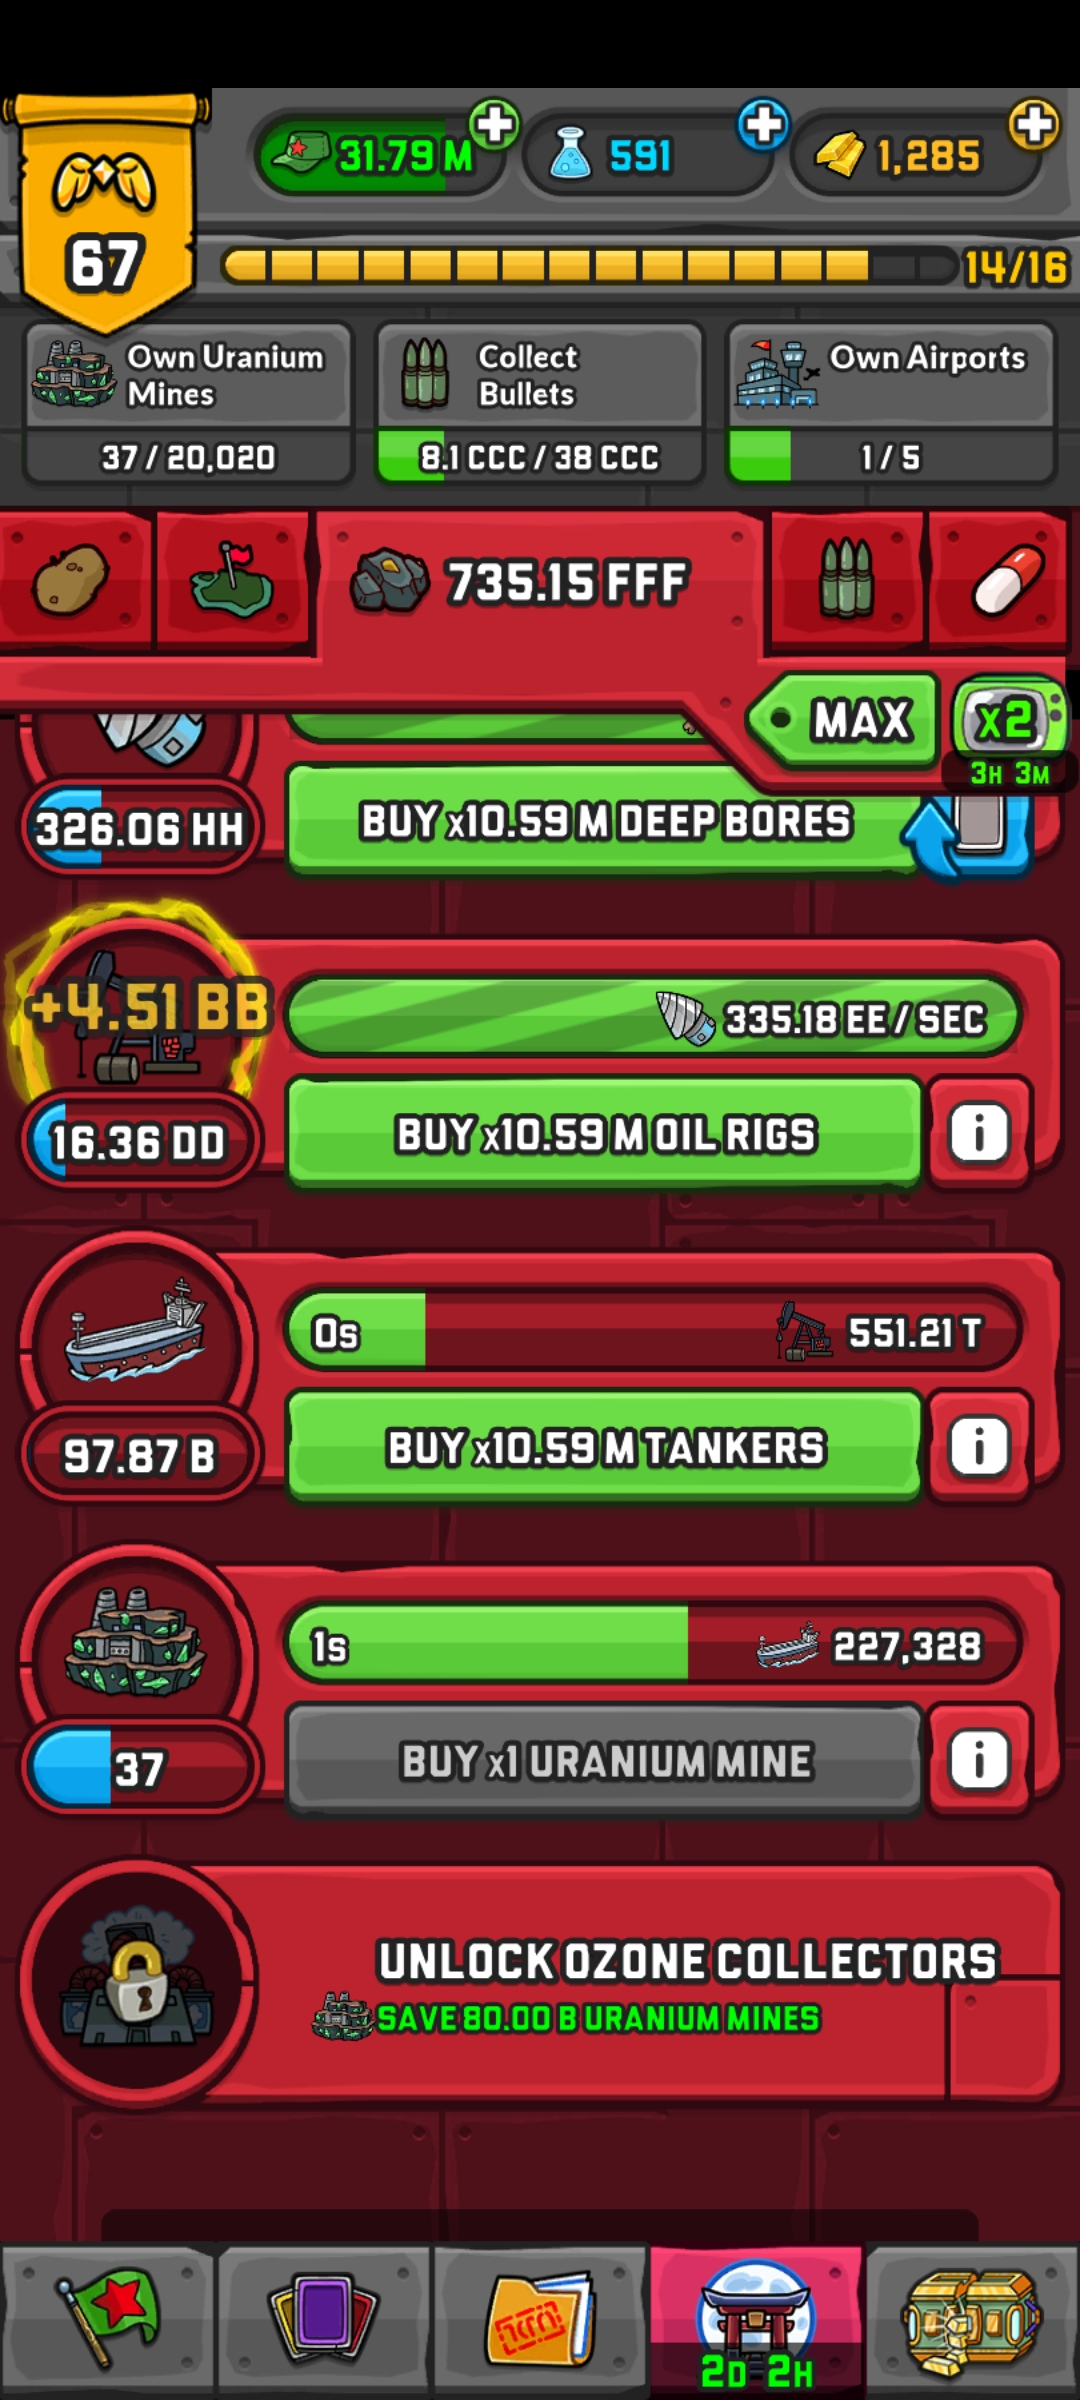 31.79 M
591
1,285
67
14/16
Own Uranium
Mines
37 / 20,020
Collect
Bullets
8.1 CCC / 38 CCC
Own Airports
1 / 5
735.15 FFF
MAX
x2
3H 3M
326.06 HH
BUY x10.59 M DEEP BORES
+4.51 BB
335.18 EE / SEC
16.36 DD
BUY x10.59 M OIL RIGS
i
0s
551.21 T
97.87 B
BUY x10.59 M TANKERS
i
1s
227,328
37
BUY x1 URANIUM MINE
i
UNLOCK OZONE COLLECTORS
SAVE 80.00 B URANIUM MINES
2D 2H